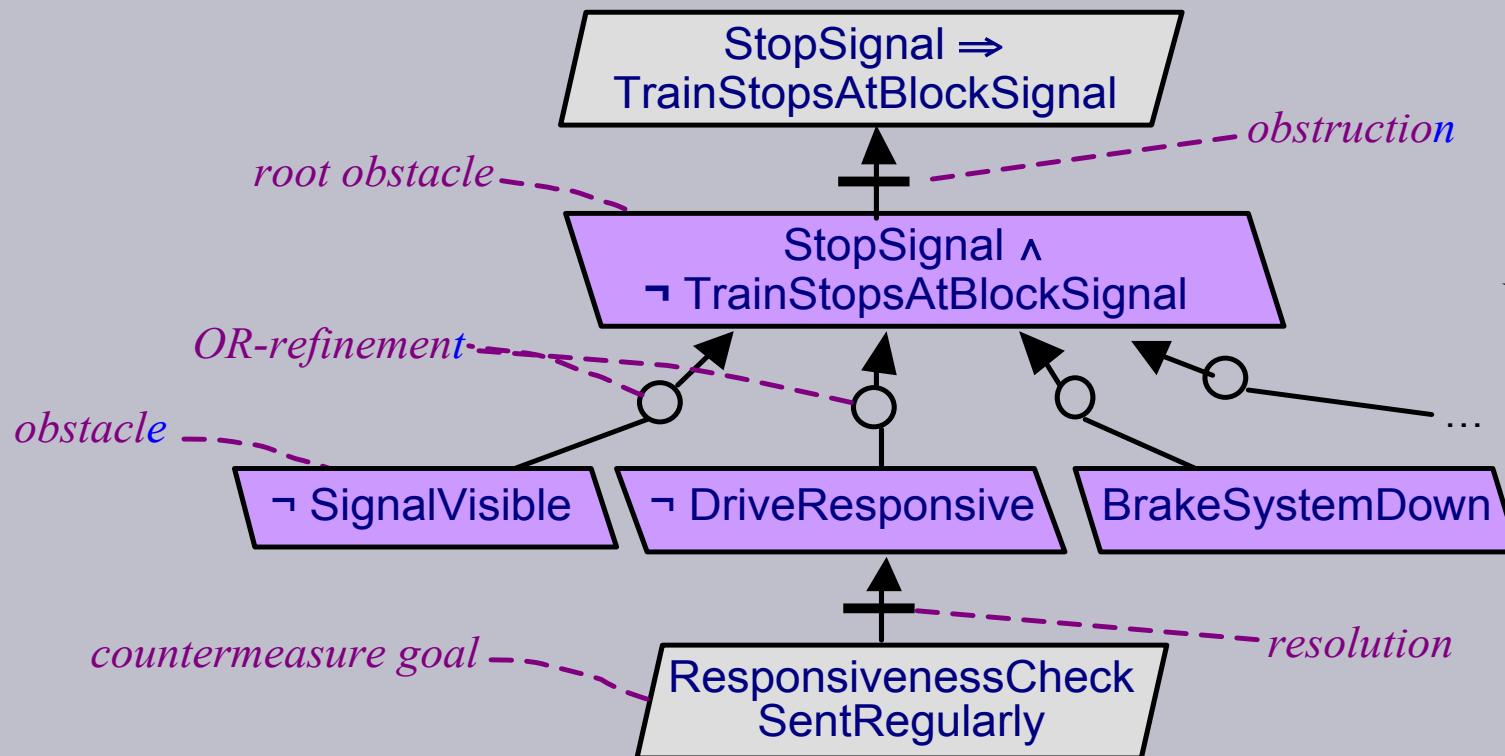 StopSignal ⇒
TrainStopsAtBlockSignal
obstruction
root obstacle
StopSignal ∧
¬ TrainStopsAtBlockSignal
OR-refinement
...
obstacle
¬ SignalVisible
¬ DriveResponsive
BrakeSystemDown
countermeasure goal
resolution
ResponsivenessCheck
SentRegularly